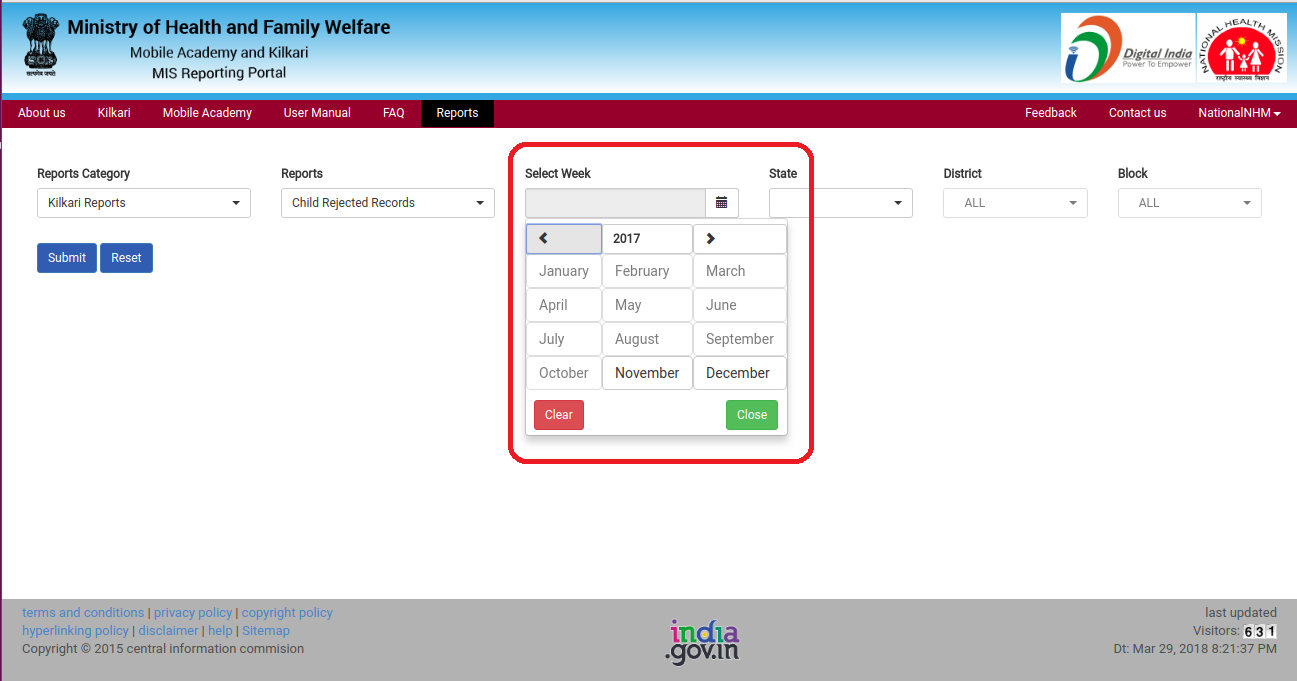 Ministry of Health and Family Welfare
Mobile Academy and Kilkari
MIS Reporting Portal
सत्यमेव जयते
Digital India
Power To Empower
NATIONAL HEALTH MISSION
राष्ट्रीय स्वास्थ्य मिशन
About us Kilkari Mobile Academy User Manual FAQ Reports Feedback Contact us NationalNHM
Reports Category Reports Select Week State District Block
Kilkari Reports Child Rejected Records ALL ALL
2017
Submit Reset
January February March
April May June
July August September
October November December
Clear Close
terms and conditions | privacy policy | copyright policy
hyperlinking policy | disclaimer | help | Sitemap
Copyright © 2015 central information commision
india
.gov.in
last updated
Visitors: 631
Dt: Mar 29, 2018 8:21:37 PM